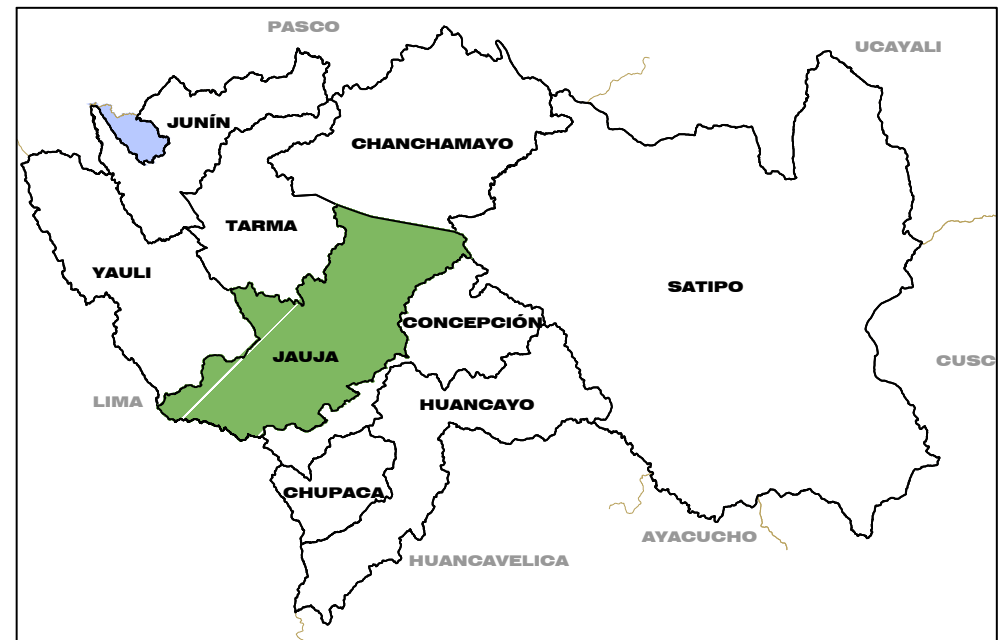 PASCO
UCAYALI
JUNÍN
CHANCHAMAYO
TARMA
YAULI
SATIPO
CONCEPCIÓN
JAUJA
CUSC
LIMA
HUANCAYO
CHUPACA
AYACUCHO
HUANCAVELICA